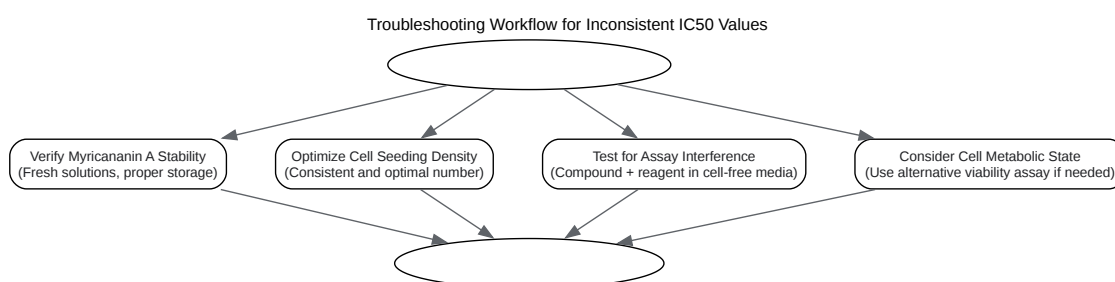 Troubleshooting Workflow for Inconsistent IC50 Values
Verify Myricananin A Stability
(Fresh solutions, proper storage)
Optimize Cell Seeding Density
(Consistent and optimal number)
Test for Assay Interference
(Compound + reagent in cell-free media)
Consider Cell Metabolic State
(Use alternative viability assay if needed)